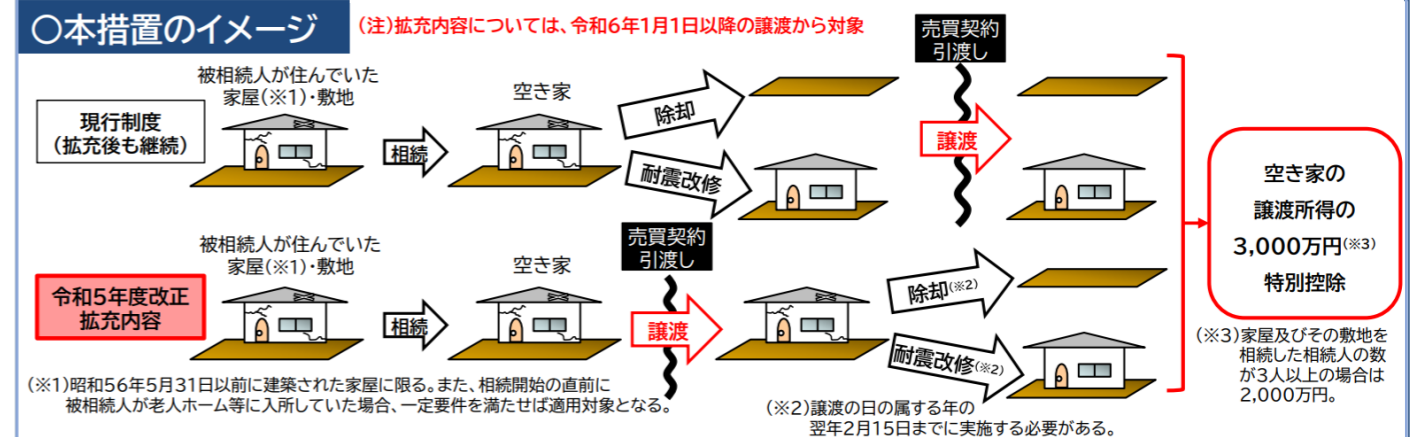 〇本措置のイメージ
(注)拡充内容については、令和6年1月1日以降の譲渡から対象
現行制度
(拡充後も継続)
被相続人が住んでいた
家屋(※1)・敷地
相続
空き家
除却
耐震改修
売買契約
引渡し
譲渡
令和5年度改正
拡充内容
被相続人が住んでいた
家屋(※1)・敷地
相続
空き家
売買契約
引渡し
譲渡
除却(※2)
耐震改修(※2)
空き家の
譲渡所得の
3,000万円(※3)
特別控除
(※1)昭和56年5月31日以前に建築された家屋に限る。また、相続開始の直前に
被相続人が老人ホーム等に入所していた場合、一定要件を満たせば適用対象となる。
(※2)譲渡の日の属する年の
翌年2月15日までに実施する必要がある。
(※3)家屋及びその敷地を
相続した相続人の数
が3人以上の場合は
2,000万円。